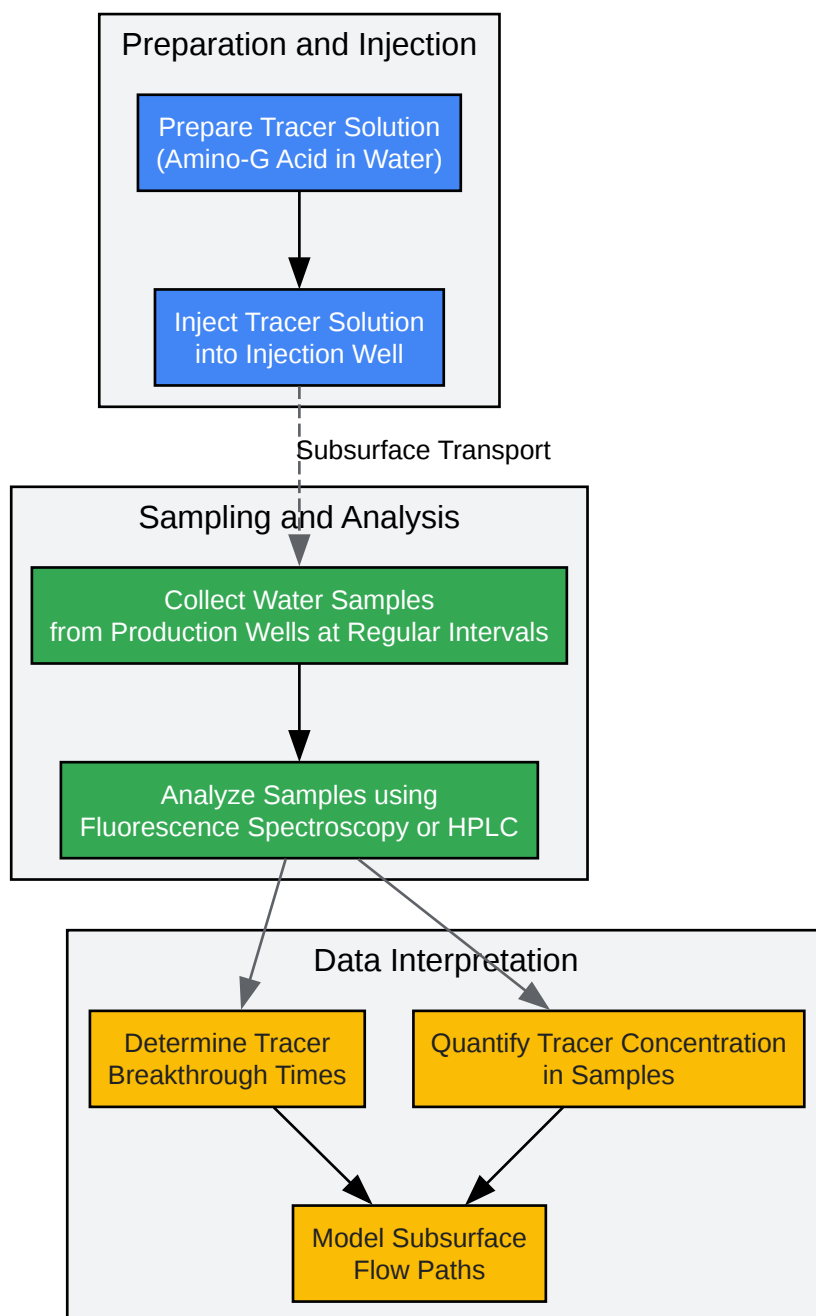 Preparation and Injection
Prepare Tracer Solution
(Amino-G Acid in Water)
Inject Tracer Solution
into Injection Well
Subsurface Transport
Sampling and Analysis
Collect Water Samples
from Production Wells at Regular Intervals
Analyze Samples using
Fluorescence Spectroscopy or HPLC
Data Interpretation
Determine Tracer
Breakthrough Times
Quantify Tracer Concentration
in Samples
Model Subsurface
Flow Paths